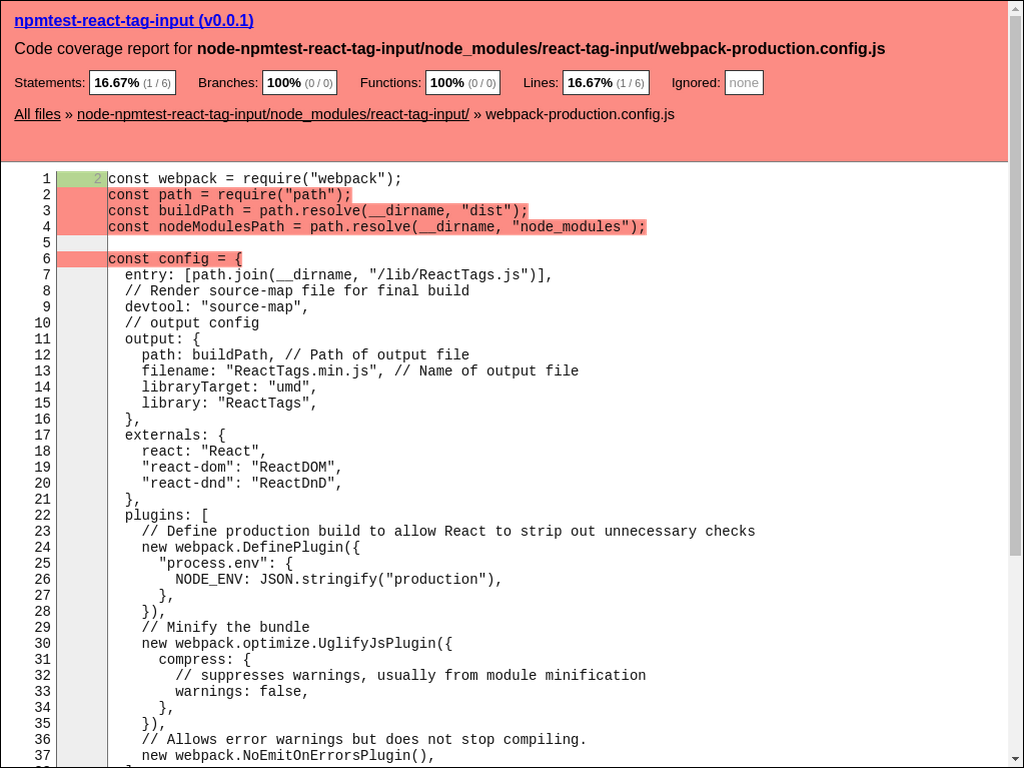 npmtest-react-tag-input (v0.0.1)
Code coverage report for node-npmtest-react-tag-input/node_modules/react-tag-input/webpack-production.config.js
Statements: 16.67% (1 / 6) Branches: 100% (0 / 0) Functions: 100% (0 / 0) Lines: 16.67% (1 / 6) Ignored: none
All files » node-npmtest-react-tag-input/node_modules/react-tag-input/ » webpack-production.config.js
1 2 const webpack = require("webpack");
2 const path = require("path");
3 const buildPath = path.resolve(__dirname, "dist");
4 const nodeModulesPath = path.resolve(__dirname, "node_modules");
5
6 const config = {
7 entry: [path.join(__dirname, "/lib/ReactTags.js")],
8 // Render source-map file for final build
9 devtool: "source-map",
10 // output config
11 output: {
12 path: buildPath, // Path of output file
13 filename: "ReactTags.min.js", // Name of output file
14 libraryTarget: "umd",
15 library: "ReactTags",
16 },
17 externals: {
18 react: "React",
19 "react-dom": "ReactDOM",
20 "react-dnd": "ReactDnD",
21 },
22 plugins: [
23 // Define production build to allow React to strip out unnecessary checks
24 new webpack.DefinePlugin({
25 "process.env": {
26 NODE_ENV: JSON.stringify("production"),
27 },
28 }),
29 // Minify the bundle
30 new webpack.optimize.UglifyJsPlugin({
31 compress: {
32 // suppresses warnings, usually from module minification
33 warnings: false,
34 },
35 }),
36 // Allows error warnings but does not stop compiling.
37 new webpack.NoEmitOnErrorsPlugin(),